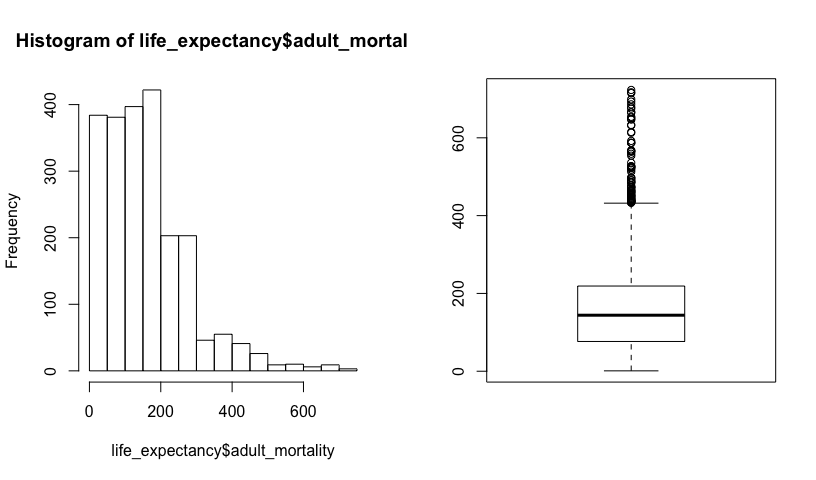 Histogram of life_expectancy$adult_mortal
Frequency
400
300
200
100
0
0 200 400 600
life_expectancy$adult_mortality
600
400
200
0